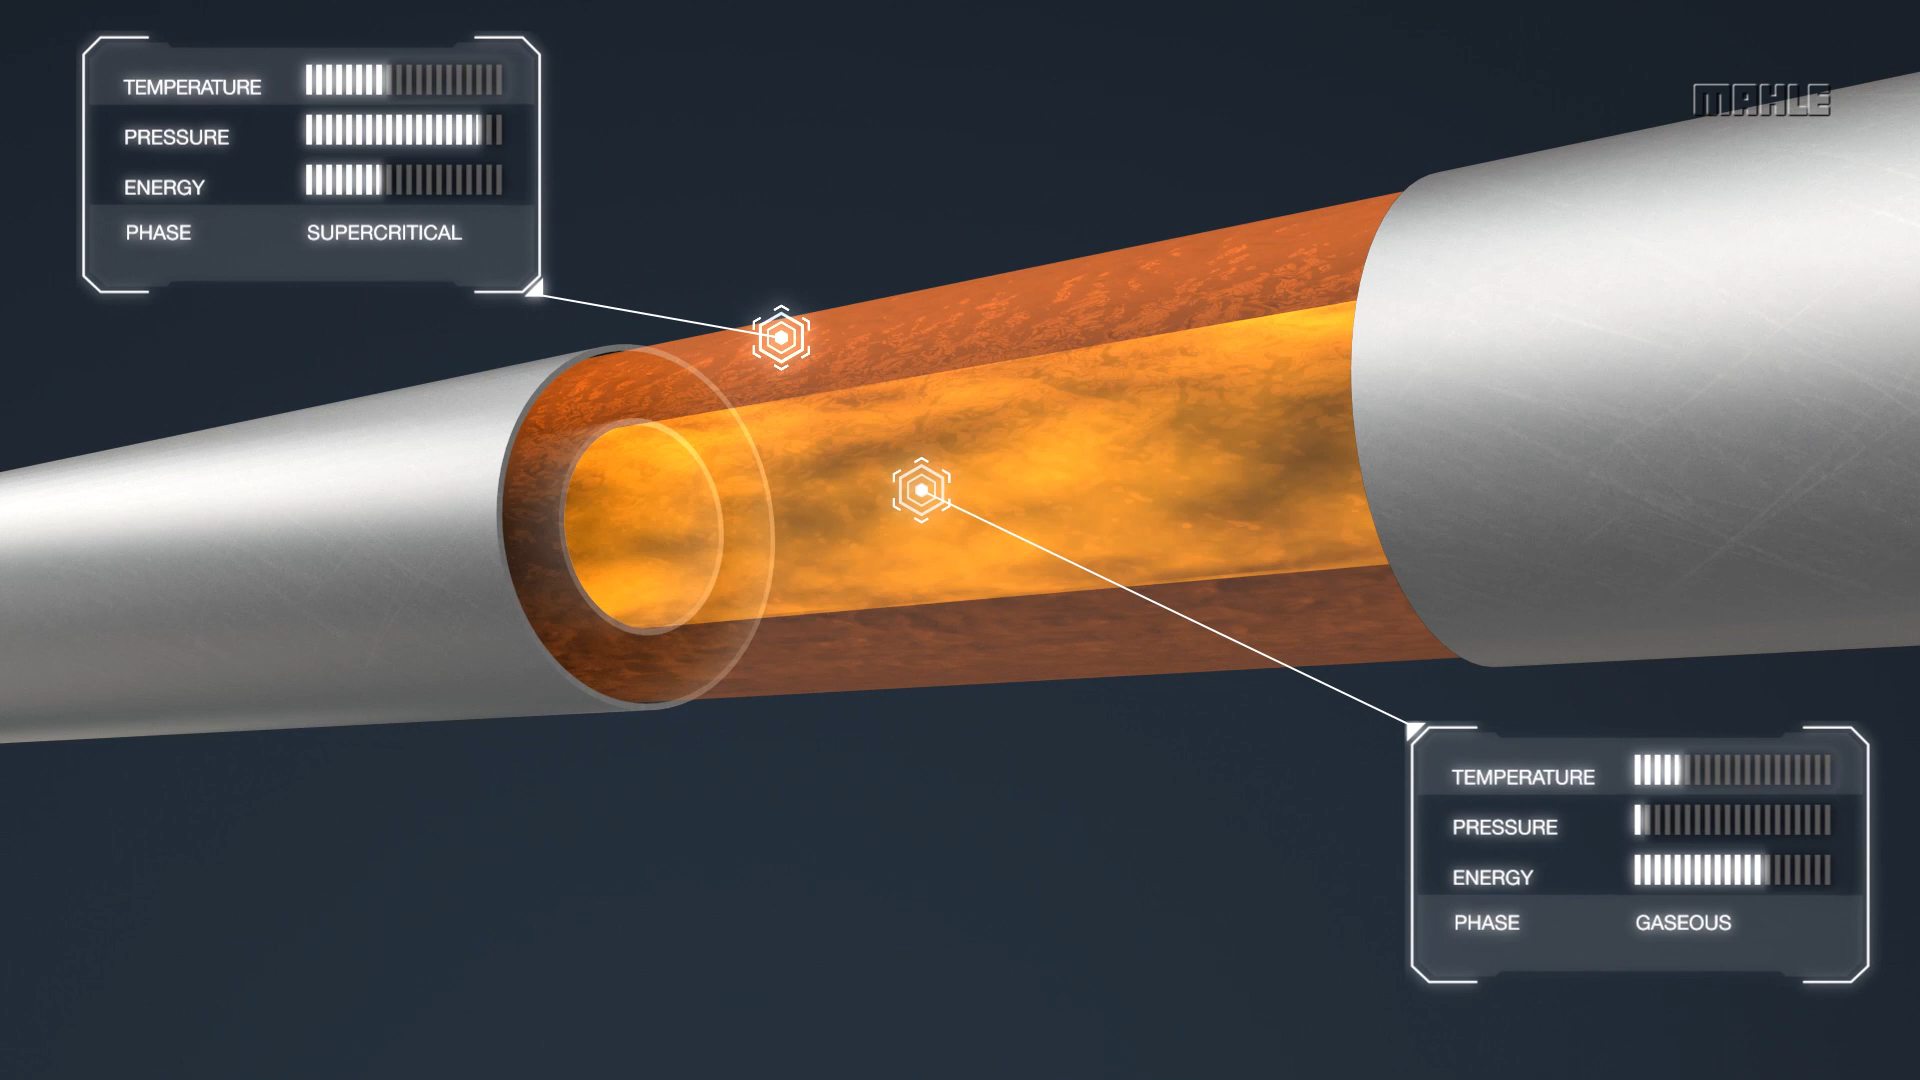 TEMPERATURE
PRESSURE
ENERGY
PHASE SUPERCRITICAL
MAHLE
TEMPERATURE
PRESSURE
ENERGY
PHASE GASEOUS